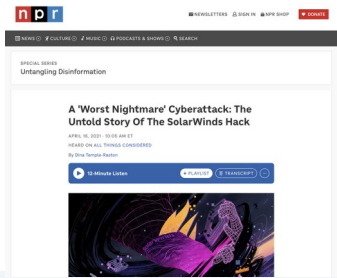 npr
NEWSLETTERS SIGN IN NPR SHOP DONATE
NEWS CULTURE MUSIC PODCASTS & SHOWS SEARCH
SPECIAL SERIES
Untangling Disinformation
A 'Worst Nightmare' Cyberattack: The
Untold Story Of The SolarWinds Hack
APRIL 16, 2021 · 10:05 AM ET
HEARD ON ALL THINGS CONSIDERED
By Dina Temple-Raston
12-Minute Listen + PLAYLIST TRANSCRIPT